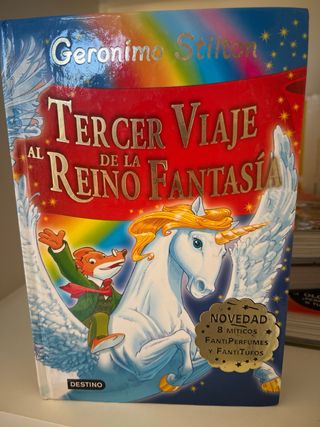 Geronimo Stilton
TERCER VIAJE
AL REINO DE LA FANTASÍA
NOVEDAD
8 MÍTICOS
FANTIPERFUMES
Y FANTITUFOS
DESTINO